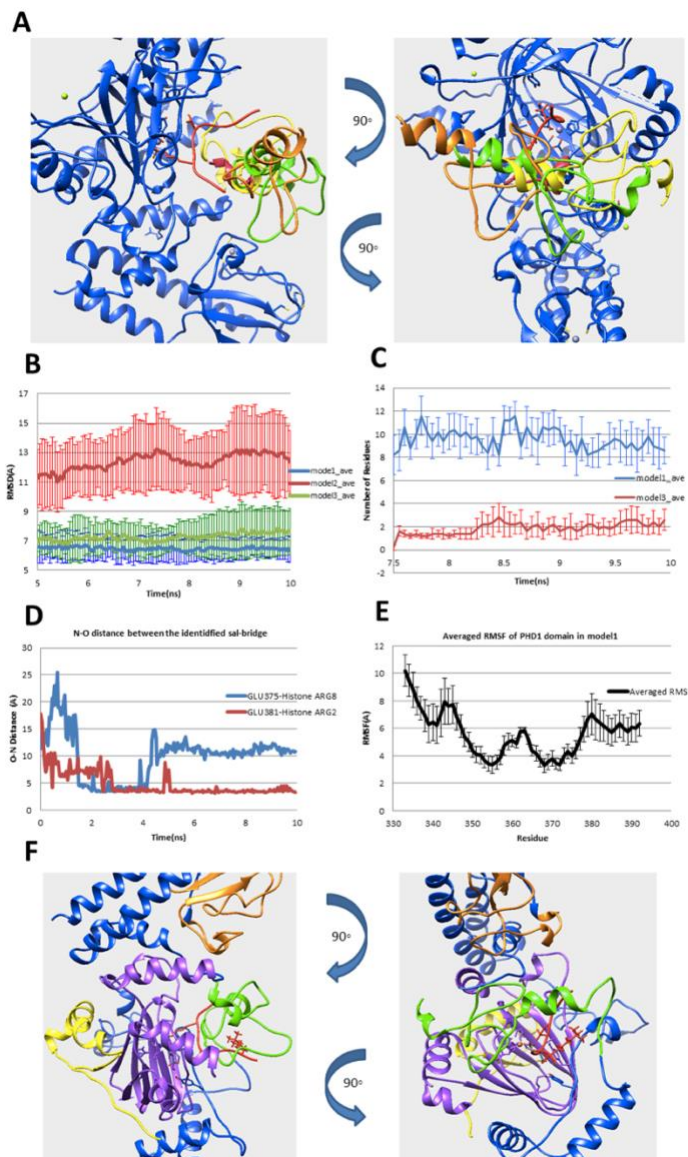 A
90°
90°
B
17
15
13
11
9
7
5
RMSD(A)
5
6
7
8
9
10
Time(ns)
model1_ave
model2_ave
model3_ave
C
14
12
10
8
6
4
2
0
-2
Number of Residues
7.5
8
8.5
9
9.5
10
Time(ns)
model1_ave
model3_ave
D
N-O distance between the identidfied sal-bridge
30
25
20
15
10
5
0
O-N Distance (A)
0
2
4
6
8
10
Time(ns)
GLU375-Histone ARG8
GLU381-Histone ARG2
E
Averaged RMSF of PHD1 domain in model1
12
10
8
6
4
2
0
RMSF(A)
330
340
350
360
370
380
390
400
Residue
Averaged RMS
F
90°
90°